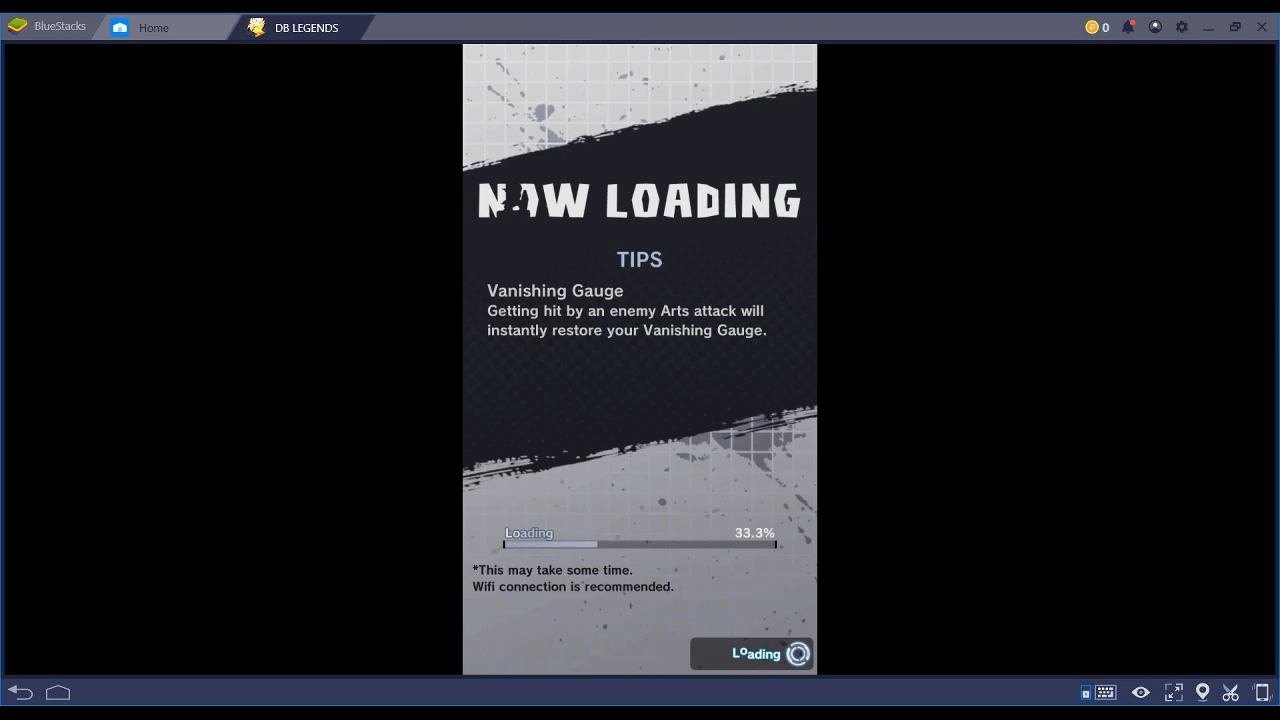 BlueStacks Home DB LEGENDS 0
NOW LOADING
TIPS
Vanishing Gauge
Getting hit by an enemy Arts attack will
instantly restore your Vanishing Gauge.
Loading 33.3%
*This may take some time.
Wifi connection is recommended.
Loading